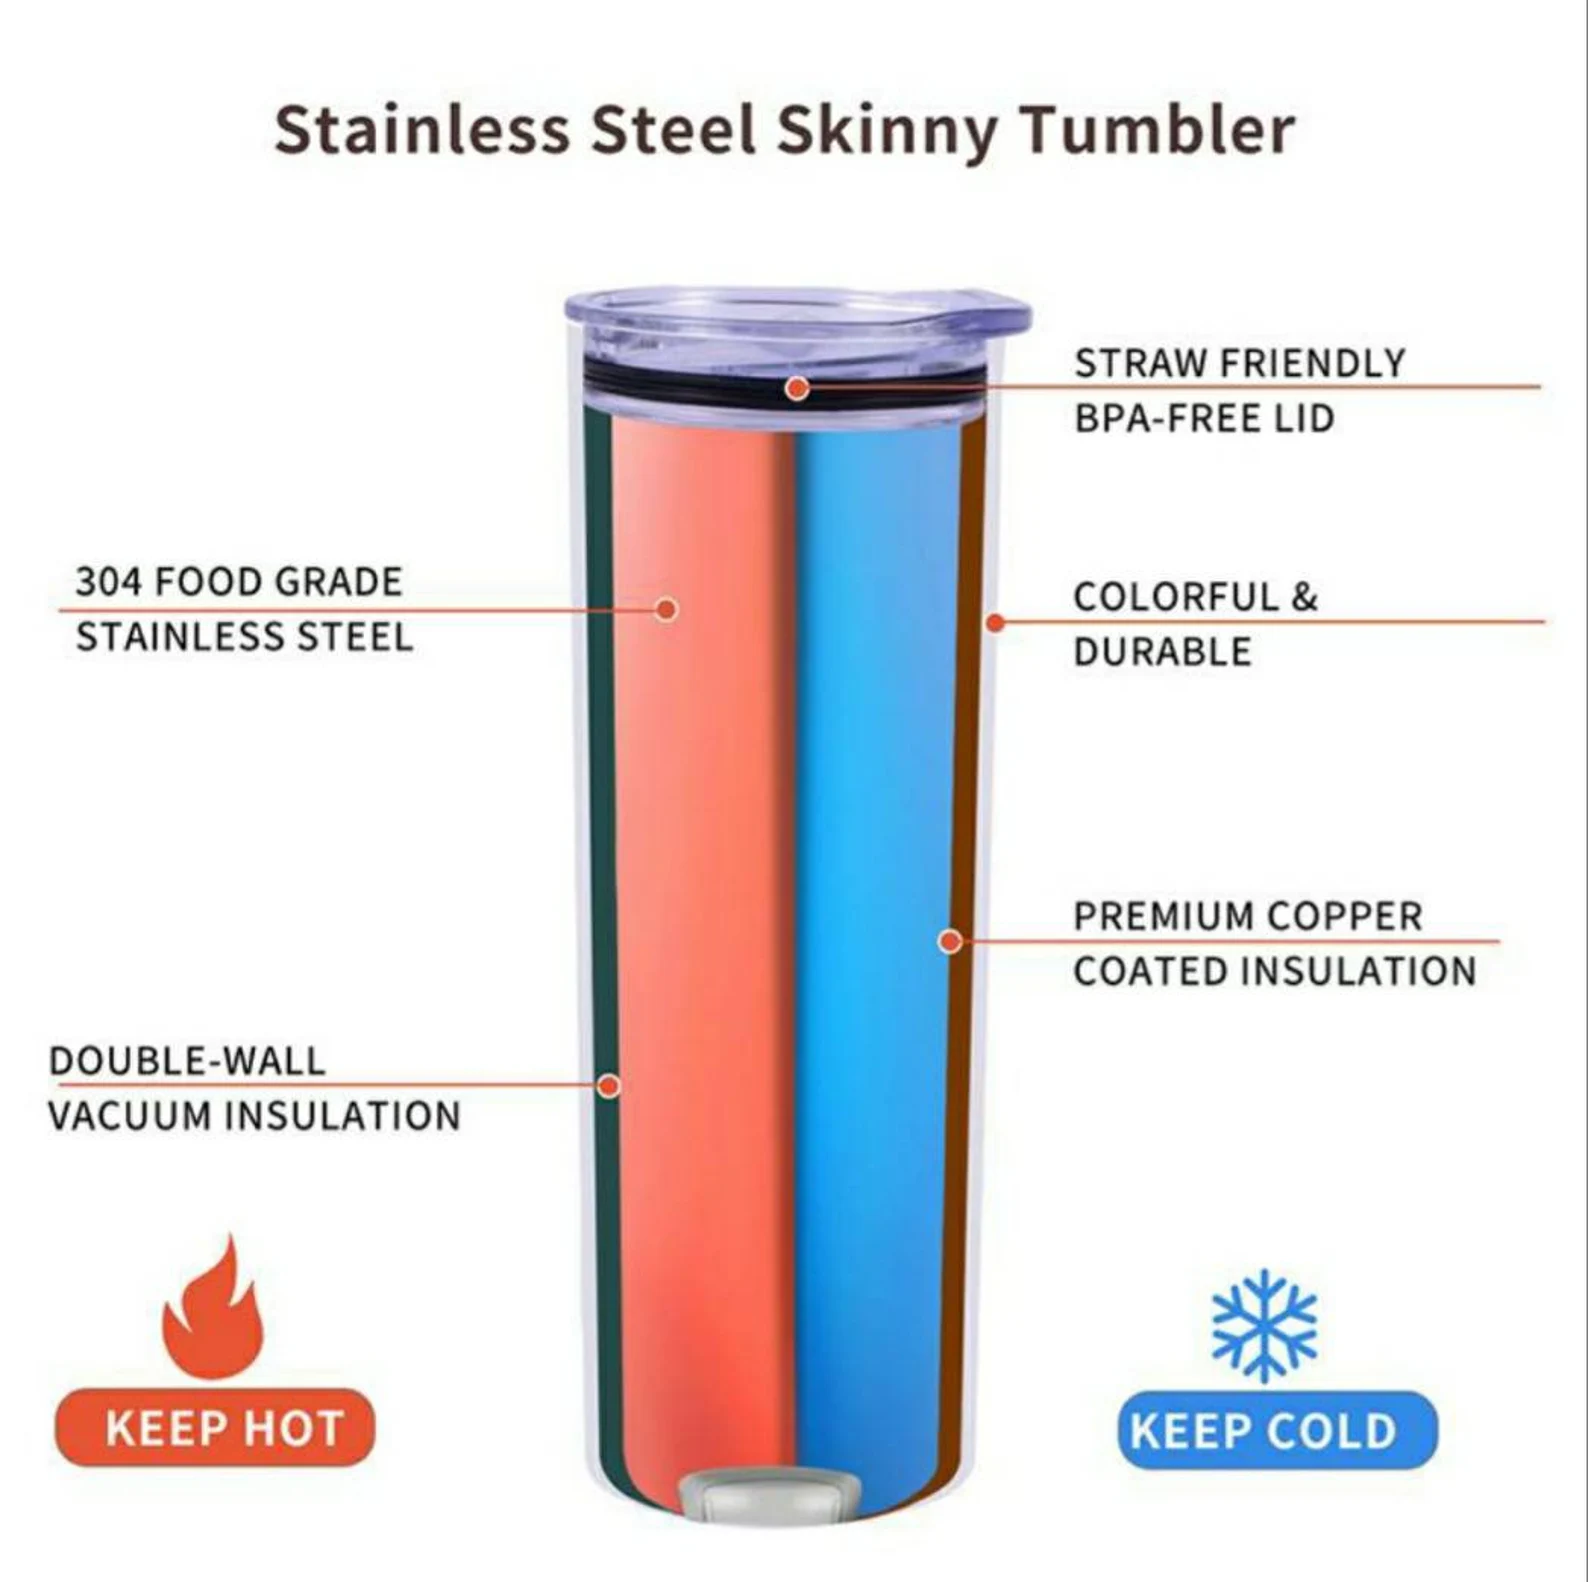 Stainless Steel Skinny Tumbler
STRAW FRIENDLY
BPA-FREE LID
304 FOOD GRADE
STAINLESS STEEL
COLORFUL &
DURABLE
PREMIUM COPPER
COATED INSULATION
DOUBLE-WALL
VACUUM INSULATION
KEEP HOT
KEEP COLD